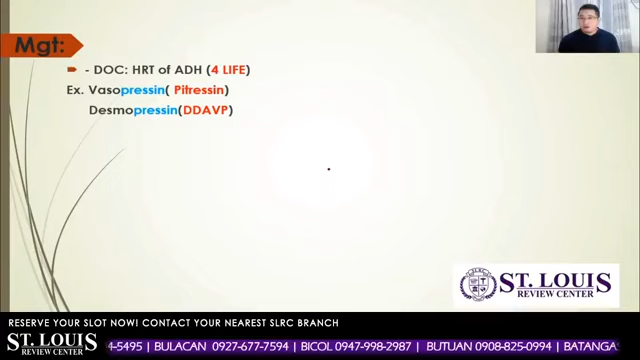 Mgt:
- DOC: HRT of ADH (4 LIFE)
Ex. Vasopressin( Pitressin)
Desmopressin(DDAVP)
ST. LOUIS
REVIEW CENTER
RESERVE YOUR SLOT NOW! CONTACT YOUR NEAREST SLRC BRANCH
ST. LOUIS
REVIEW CENTER
4-5495 | BULACAN 0927-677-7594 | BICOL 0947-998-2987 | BUTUAN 0908-825-0994 | BATANGA